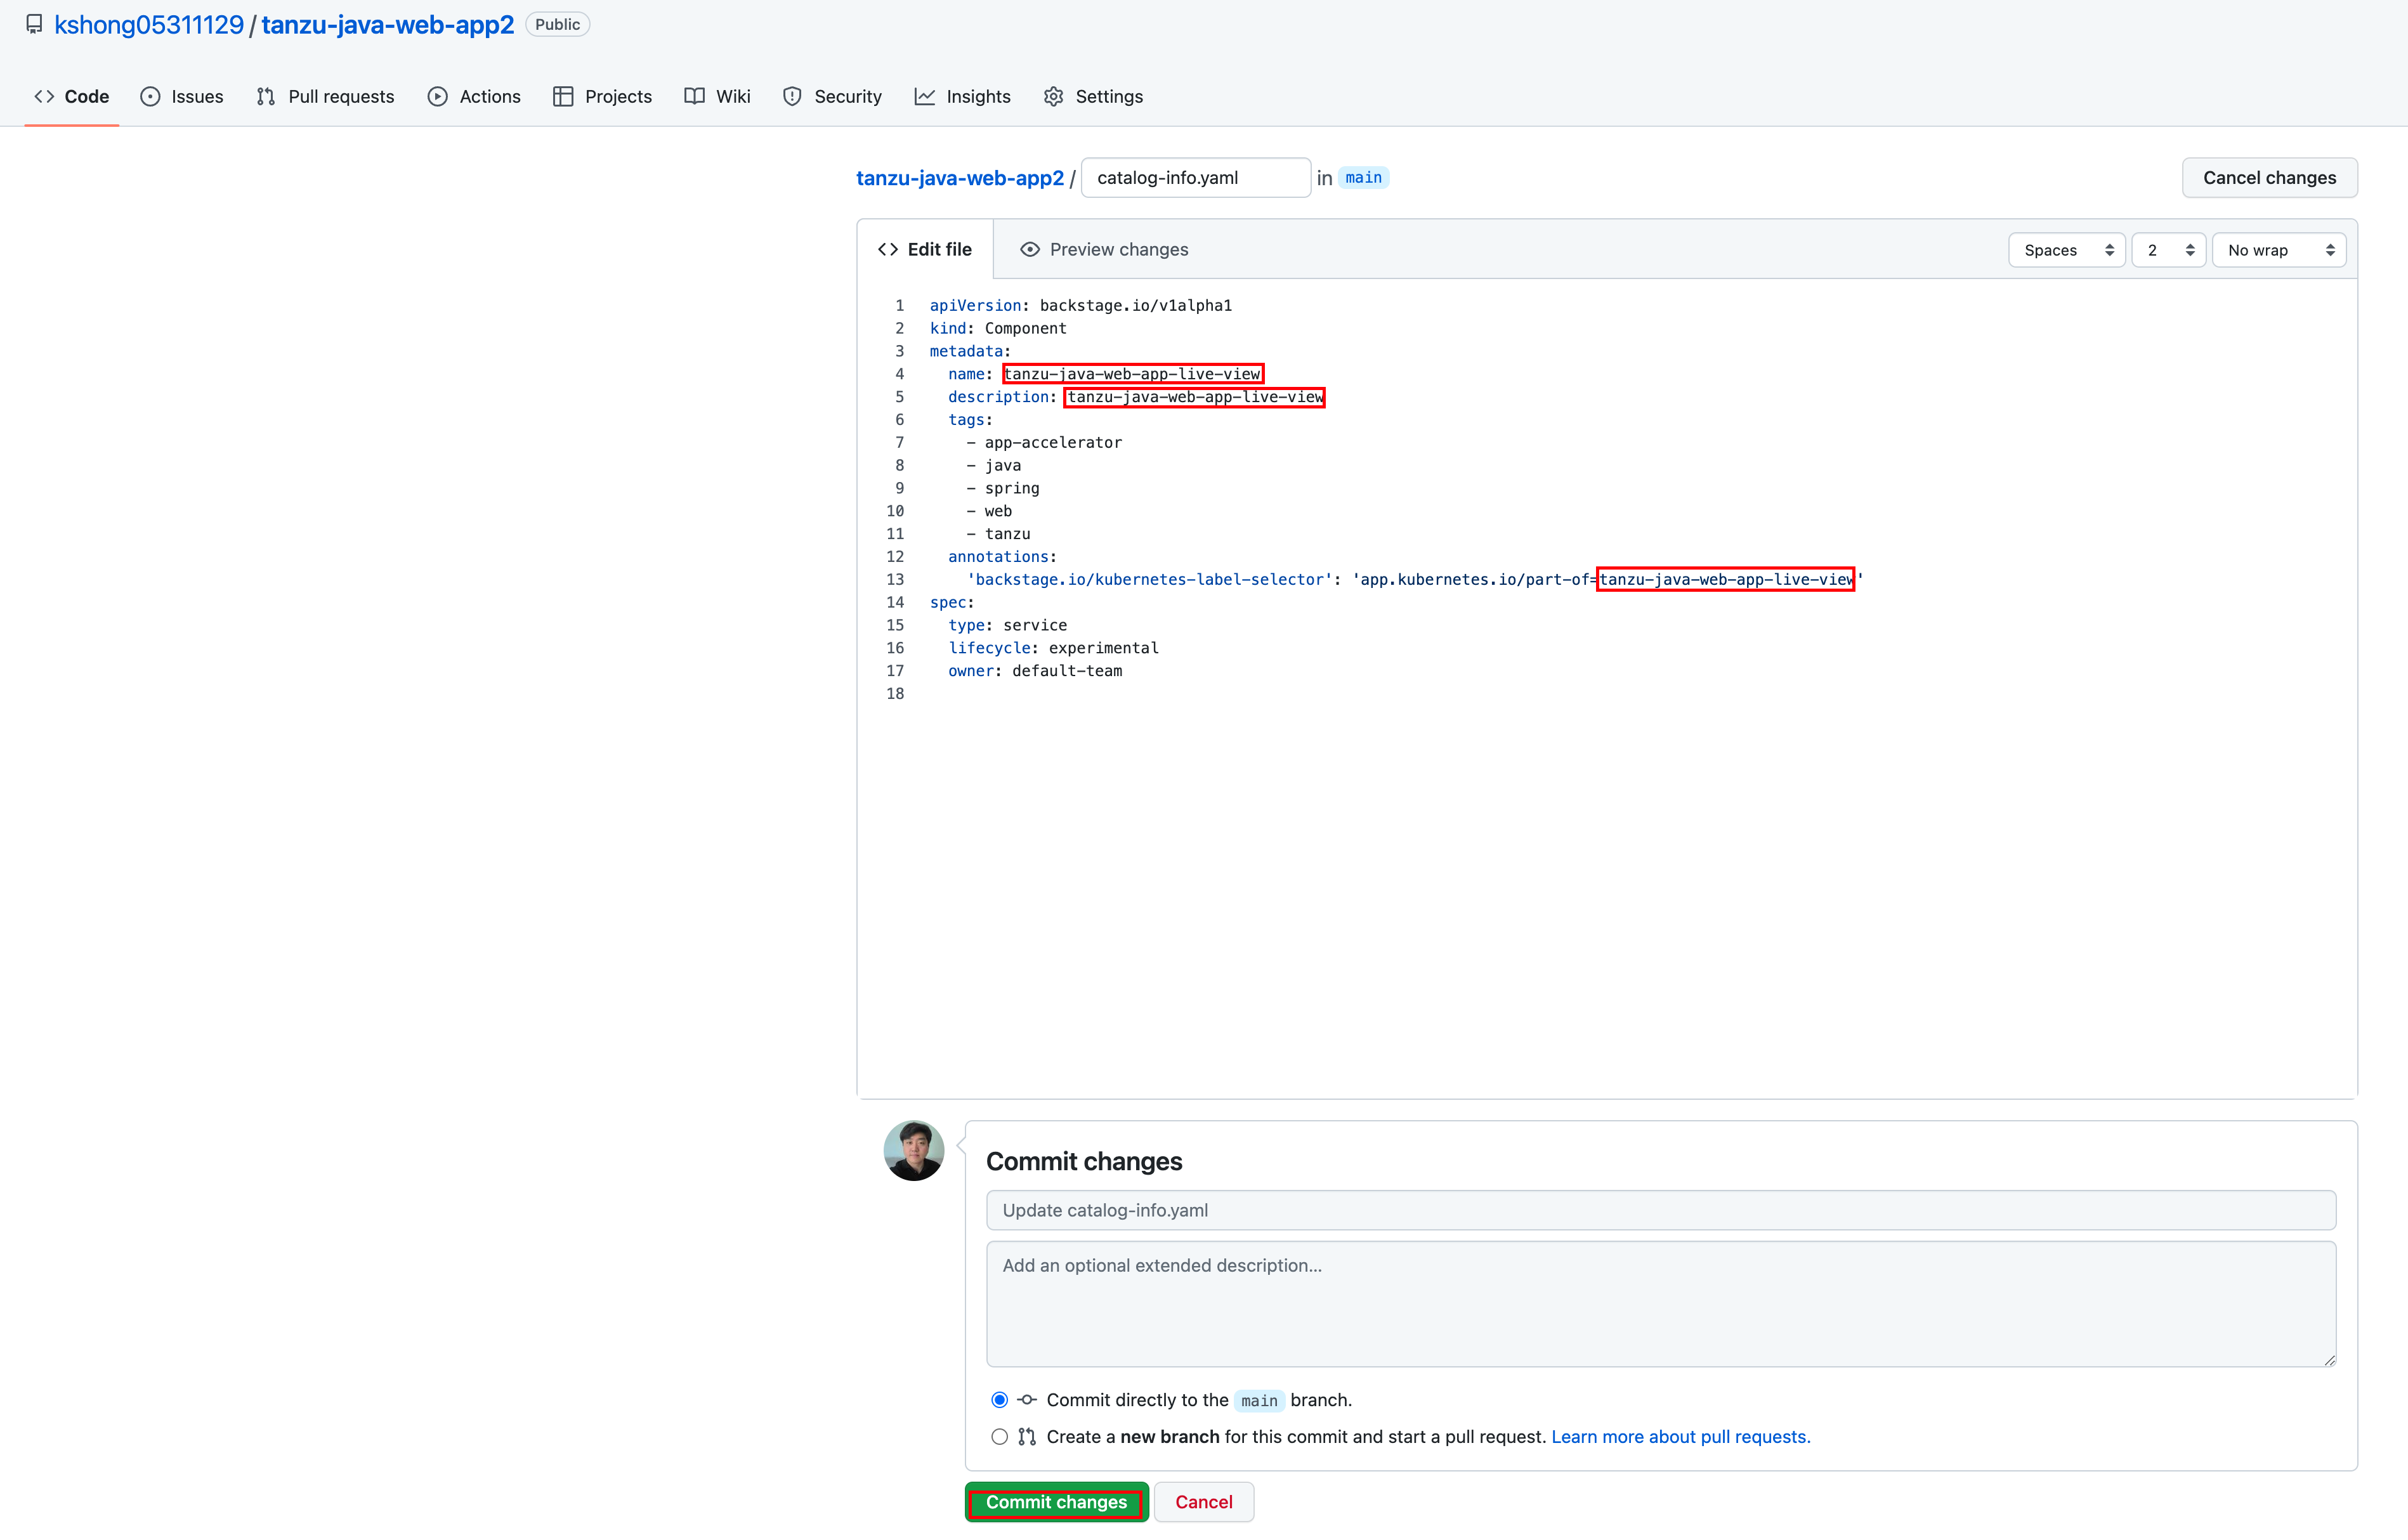 kshong05311129 / tanzu-java-web-app2 Public
Code Issues Pull requests Actions Projects Wiki Security Insights Settings
tanzu-java-web-app2 / catalog-info.yaml in main Cancel changes
Edit file Preview changes Spaces 2 No wrap
1 apiVersion: backstage.io/v1alpha1
2 kind: Component
3 metadata:
4 name: tanzu-java-web-app-live-view
5 description: tanzu-java-web-app-live-view
6 tags:
7 - app-accelerator
8 - java
9 - spring
10 - web
11 - tanzu
12 annotations:
13 'backstage.io/kubernetes-label-selector': 'app.kubernetes.io/part-of=tanzu-java-web-app-live-view'
14 spec:
15 type: service
16 lifecycle: experimental
17 owner: default-team
18
Commit changes
Update catalog-info.yaml
Add an optional extended description...
Commit directly to the main branch.
Create a new branch for this commit and start a pull request. Learn more about pull requests.
Commit changes Cancel